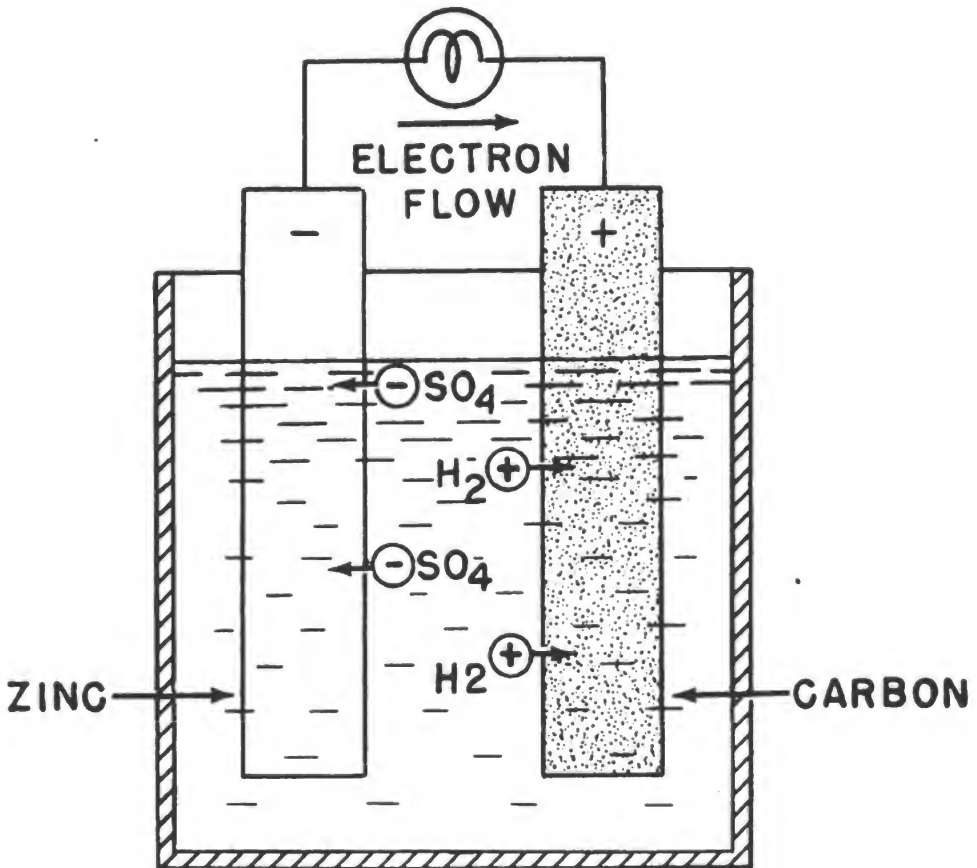 ELECTRON
FLOW
− +
⊖ SO4
H2 ⊕
⊖ SO4
⊕
H2
ZINC CARBON